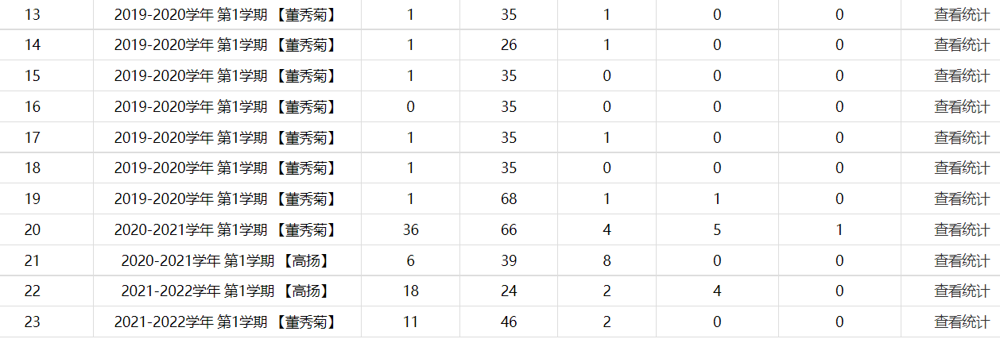 13 2019-2020学年 第1学期 【董秀菊】 1 35 1 0 0 查看统计
14 2019-2020学年 第1学期 【董秀菊】 1 26 1 0 0 查看统计
15 2019-2020学年 第1学期 【董秀菊】 1 35 0 0 0 查看统计
16 2019-2020学年 第1学期 【董秀菊】 0 35 0 0 0 查看统计
17 2019-2020学年 第1学期 【董秀菊】 1 35 1 0 0 查看统计
18 2019-2020学年 第1学期 【董秀菊】 1 35 0 0 0 查看统计
19 2019-2020学年 第1学期 【董秀菊】 1 68 1 1 0 查看统计
20 2020-2021学年 第1学期 【董秀菊】 36 66 4 5 1 查看统计
21 2020-2021学年 第1学期 【高扬】 6 39 8 0 0 查看统计
22 2021-2022学年 第1学期 【高扬】 18 24 2 4 0 查看统计
23 2021-2022学年 第1学期 【董秀菊】 11 46 2 0 0 查看统计